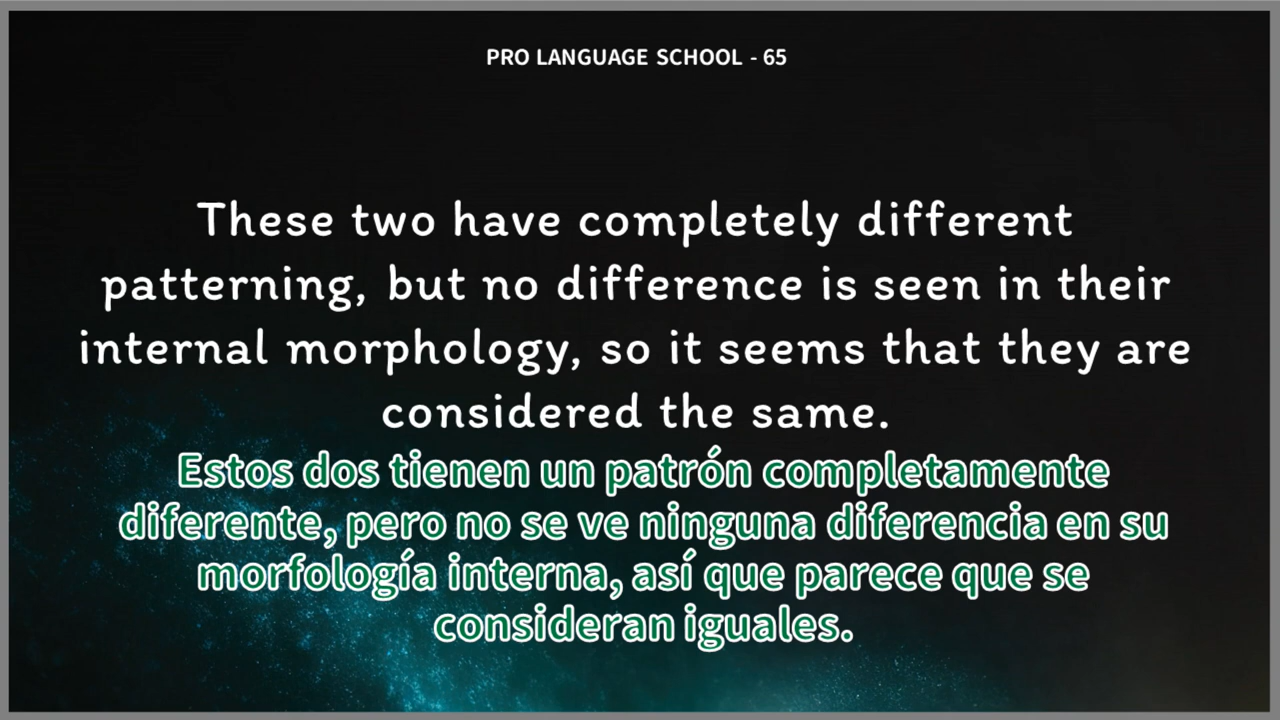 PRO LANGUAGE SCHOOL - 65
These two have completely different
patterning, but no difference is seen in their
internal morphology, so it seems that they are
considered the same.
Estos dos tienen un patrón completamente
diferente, pero no se ve ninguna diferencia en su
morfología interna, así que parece que se
consideran iguales.